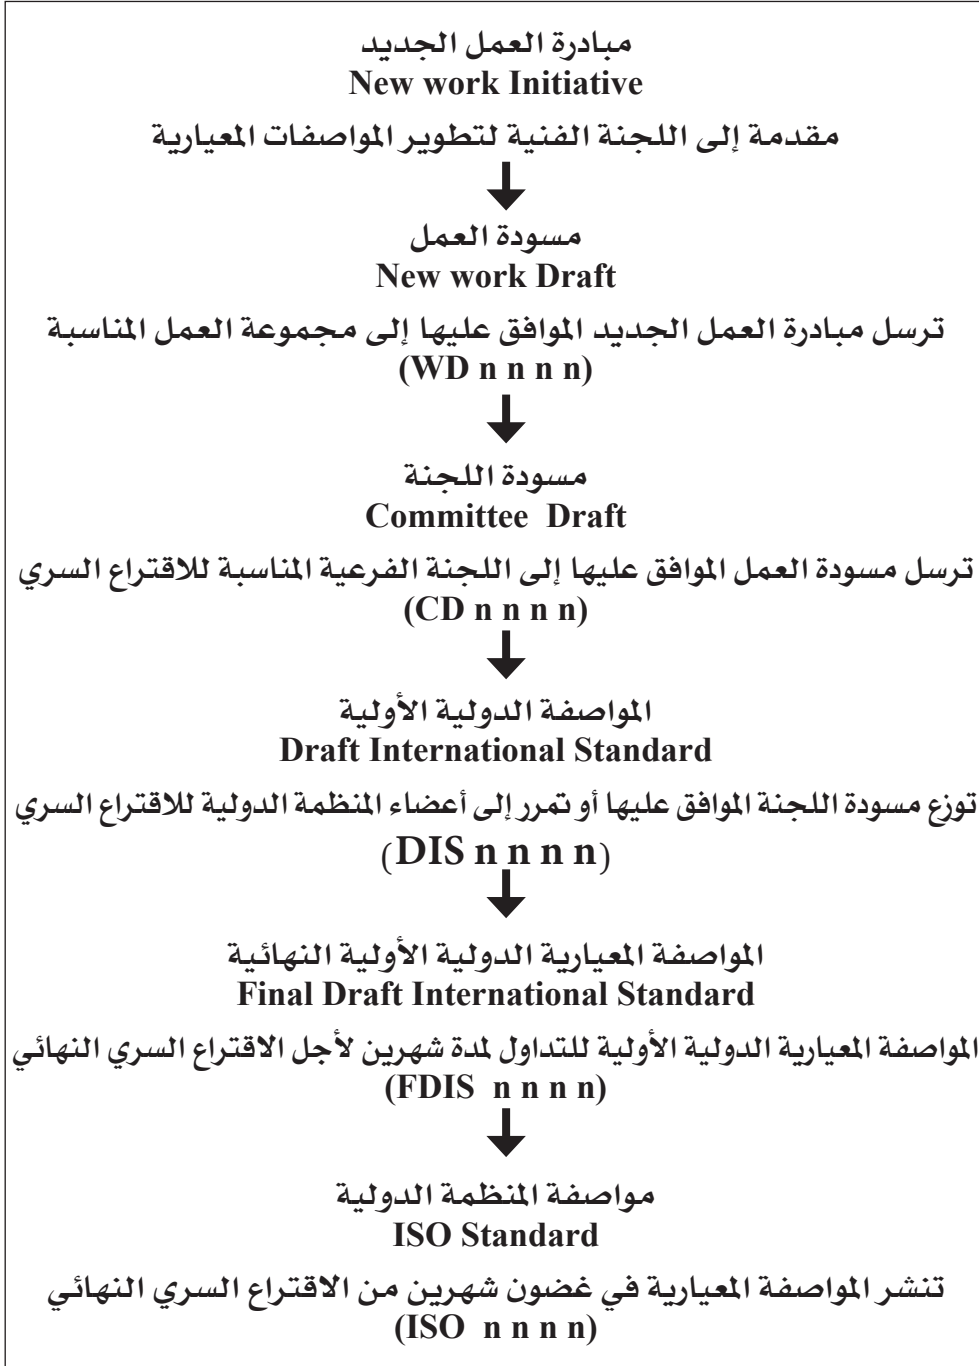 مبادرة العمل الجديد
New work Initiative
مقدمة إلى اللجنة الفنية لتطوير المواصفات المعيارية
مسودة العمل
New work Draft
ترسل مبادرة العمل الجديد الموافق عليها إلى مجموعة العمل المناسبة
(WD n n n n)
مسودة اللجنة
Committee Draft
ترسل مسودة العمل الموافق عليها إلى اللجنة الفرعية المناسبة للاقتراع السري
(CD n n n n)
المواصفة الدولية الأولية
Draft International Standard
توزع مسودة اللجنة الموافق عليها أو تمرر إلى أعضاء المنظمة الدولية للاقتراع السري
(DIS n n n n)
المواصفة المعيارية الدولية الأولية النهائية
Final Draft International Standard
المواصفة المعيارية الدولية الأولية للتداول لمدة شهرين لأجل الاقتراع السري النهائي
(FDIS n n n n)
مواصفة المنظمة الدولية
ISO Standard
تنشر المواصفة المعيارية في غضون شهرين من الاقتراع السري النهائي
(ISO n n n n)